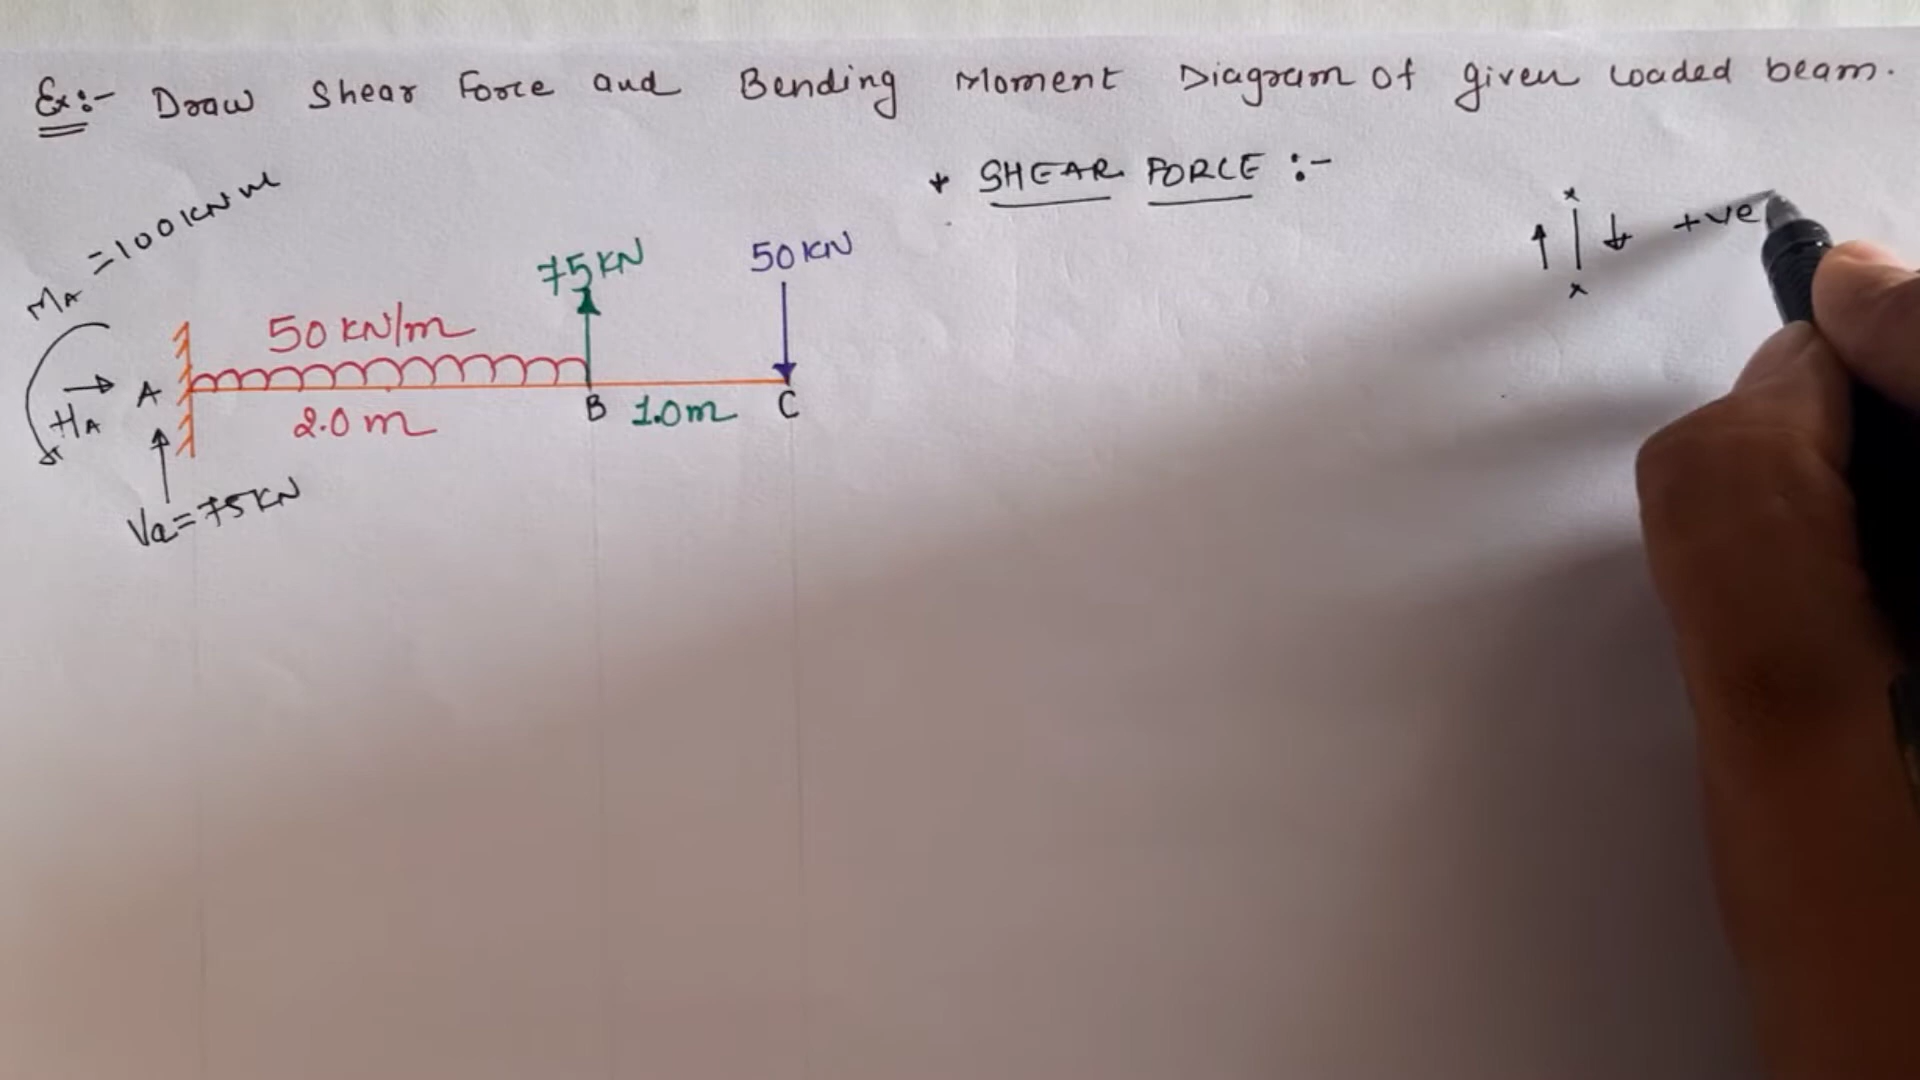 Ex:- Draw Shear Force and Bending Moment Diagram of given loaded beam.
* SHEAR FORCE :-
+ve
MA = 100 KN m
75 KN
50 KN
50 KN/m
HA
A
2.0 m
B
1.0m
C
Va = 75 KN